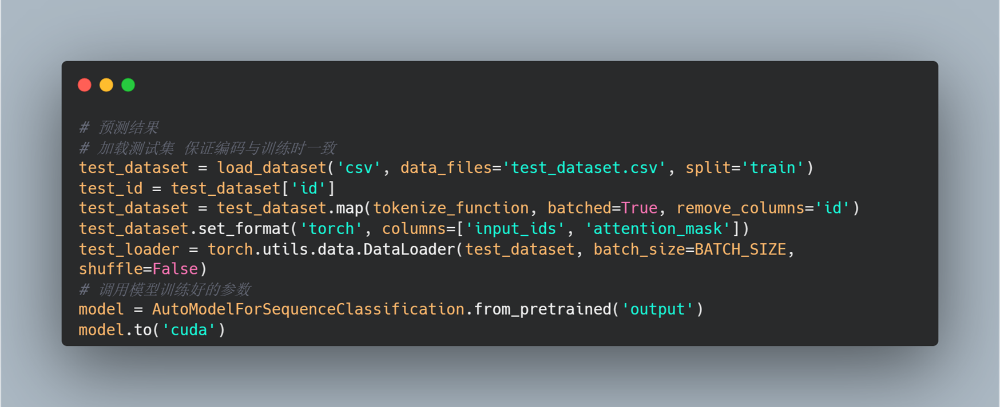 # 预测结果
# 加载测试集 保证编码与训练时一致
test_dataset = load_dataset('csv', data_files='test_dataset.csv', split='train')
test_id = test_dataset['id']
test_dataset = test_dataset.map(tokenize_function, batched=True, remove_columns='id')
test_dataset.set_format('torch', columns=['input_ids', 'attention_mask'])
test_loader = torch.utils.data.DataLoader(test_dataset, batch_size=BATCH_SIZE,
shuffle=False)
# 调用模型训练好的参数
model = AutoModelForSequenceClassification.from_pretrained('output')
model.to('cuda')